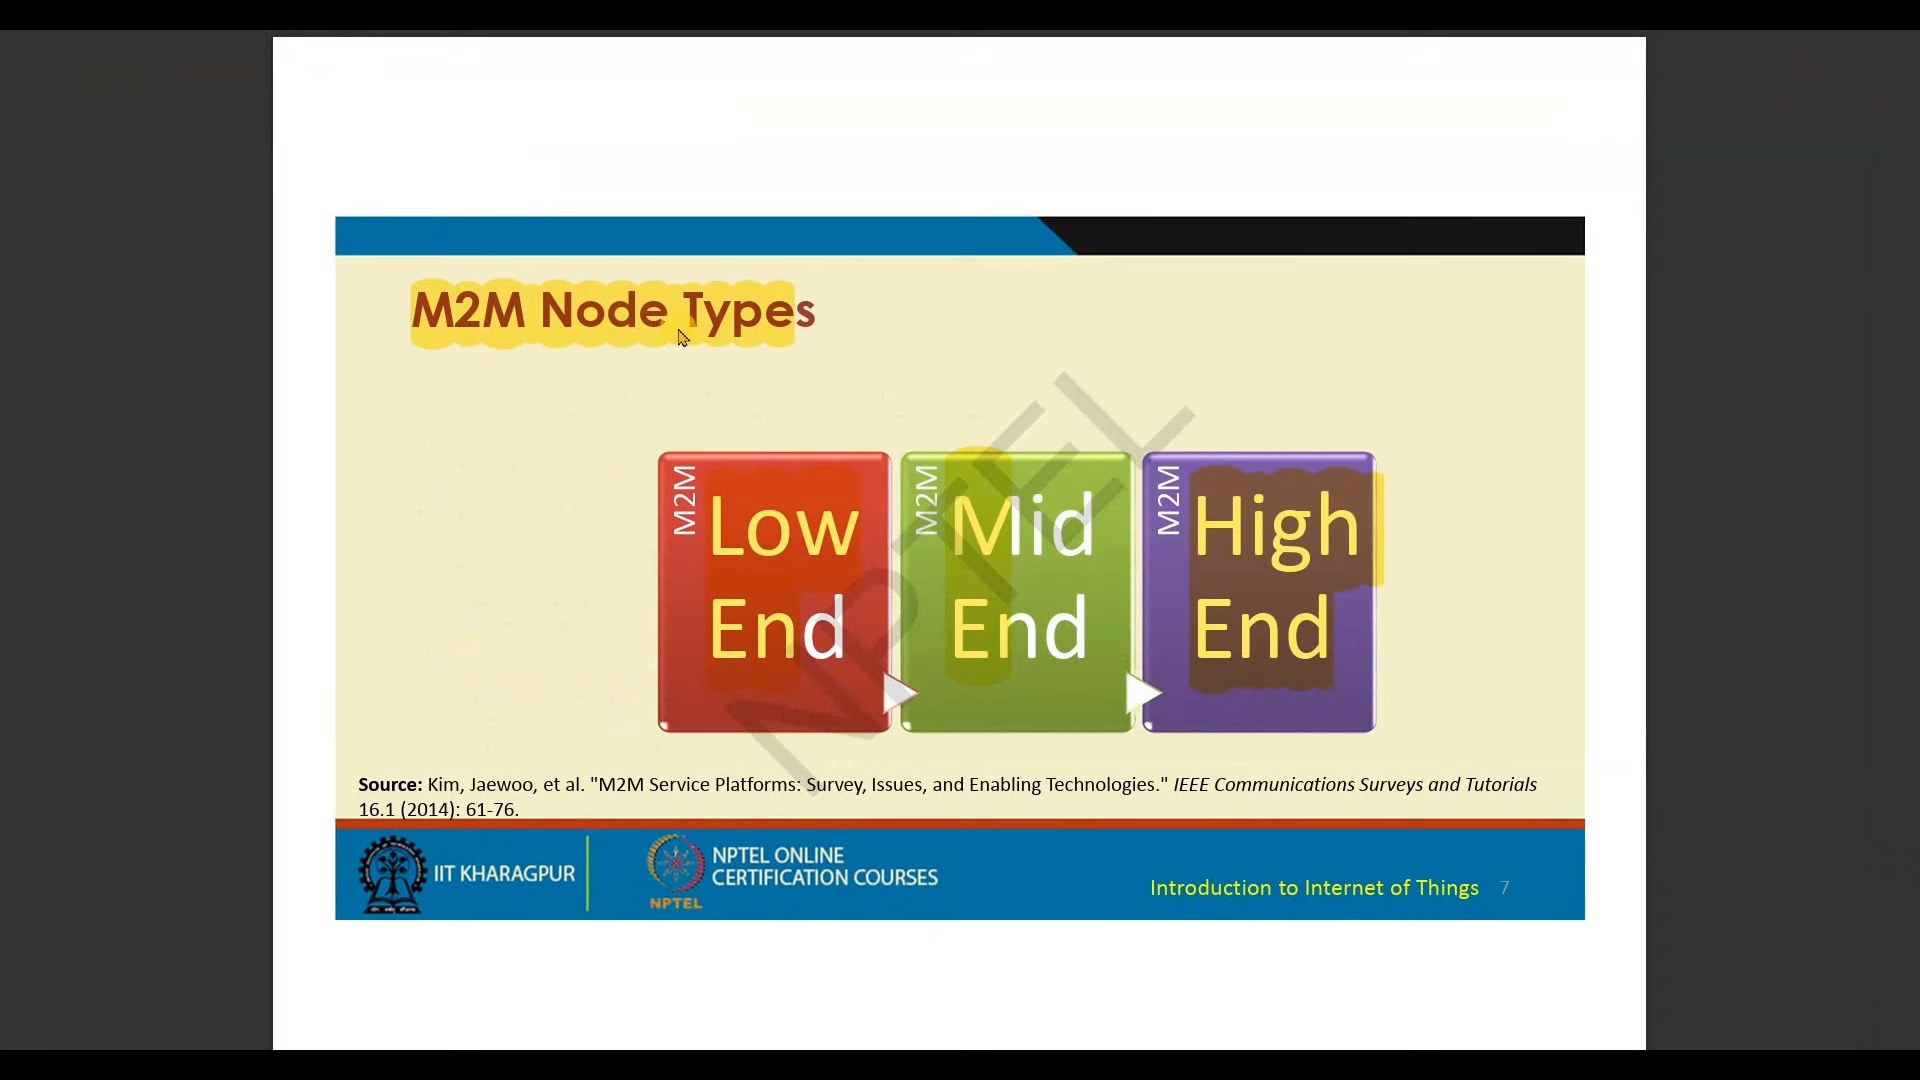 M2M Node Types
M2M
Low
End
M2M
Mid
End
M2M
High
End
NPTEL
Source: Kim, Jaewoo, et al. "M2M Service Platforms: Survey, Issues, and Enabling Technologies." IEEE Communications Surveys and Tutorials
16.1 (2014): 61-76.
IIT KHARAGPUR
NPTEL
NPTEL ONLINE
CERTIFICATION COURSES
Introduction to Internet of Things 7